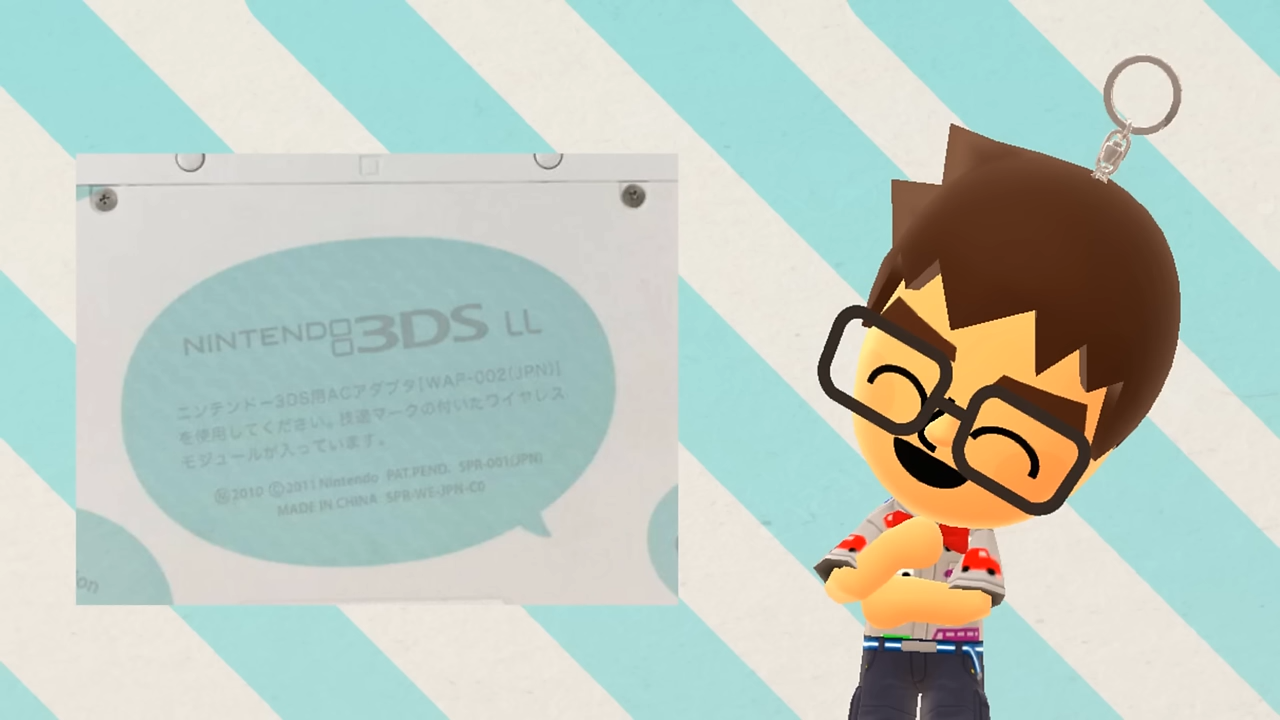 NINTENDO 3DS LL
ニンテンドー3DS用ACアダプタ[WAP-002(JPN)]
を使用してください。技適マークの付いたワイヤレス
モジュールが入っています。
Ⓜ2010 Ⓒ2011 Nintendo PAT.PEND. SPR-001(JPN)
MADE IN CHINA SPR-WE-JPN-C0
on